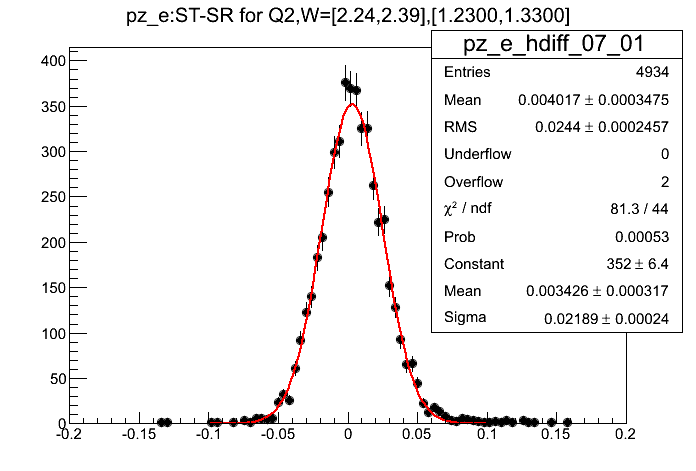 pz_e:ST-SR for Q2,W=[2.24,2.39],[1.2300,1.3300]
pz_e_hdiff_07_01
Entries 4934
Mean 0.004017 ± 0.0003475
RMS 0.0244 ± 0.0002457
Underflow 0
Overflow 2
χ² / ndf 81.3 / 44
Prob 0.00053
Constant 352 ± 6.4
Mean 0.003426 ± 0.000317
Sigma 0.02189 ± 0.00024
400
350
300
250
200
150
100
50
0
-0.2 -0.15 -0.1 -0.05 0 0.05 0.1 0.15 0.2